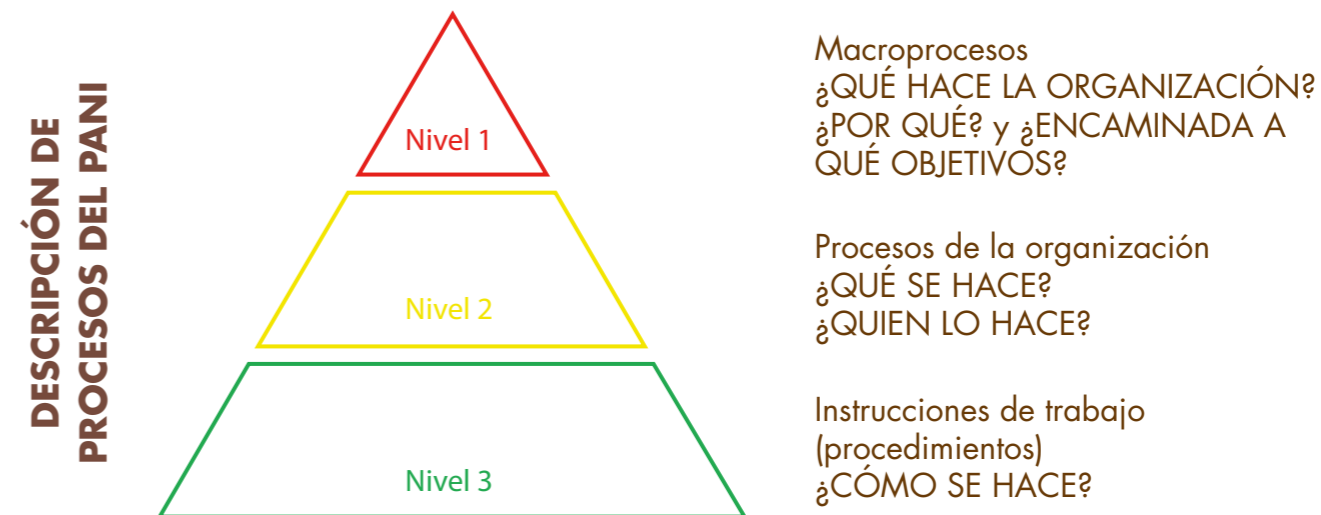 DESCRIPCIÓN DE
PROCESOS DEL PANI
Nivel 1
Macroprocesos
¿QUÉ HACE LA ORGANIZACIÓN?
¿POR QUÉ? y ¿ENCAMINADA A
QUÉ OBJETIVOS?
Nivel 2
Procesos de la organización
¿QUÉ SE HACE?
¿QUIEN LO HACE?
Nivel 3
Instrucciones de trabajo
(procedimientos)
¿CÓMO SE HACE?